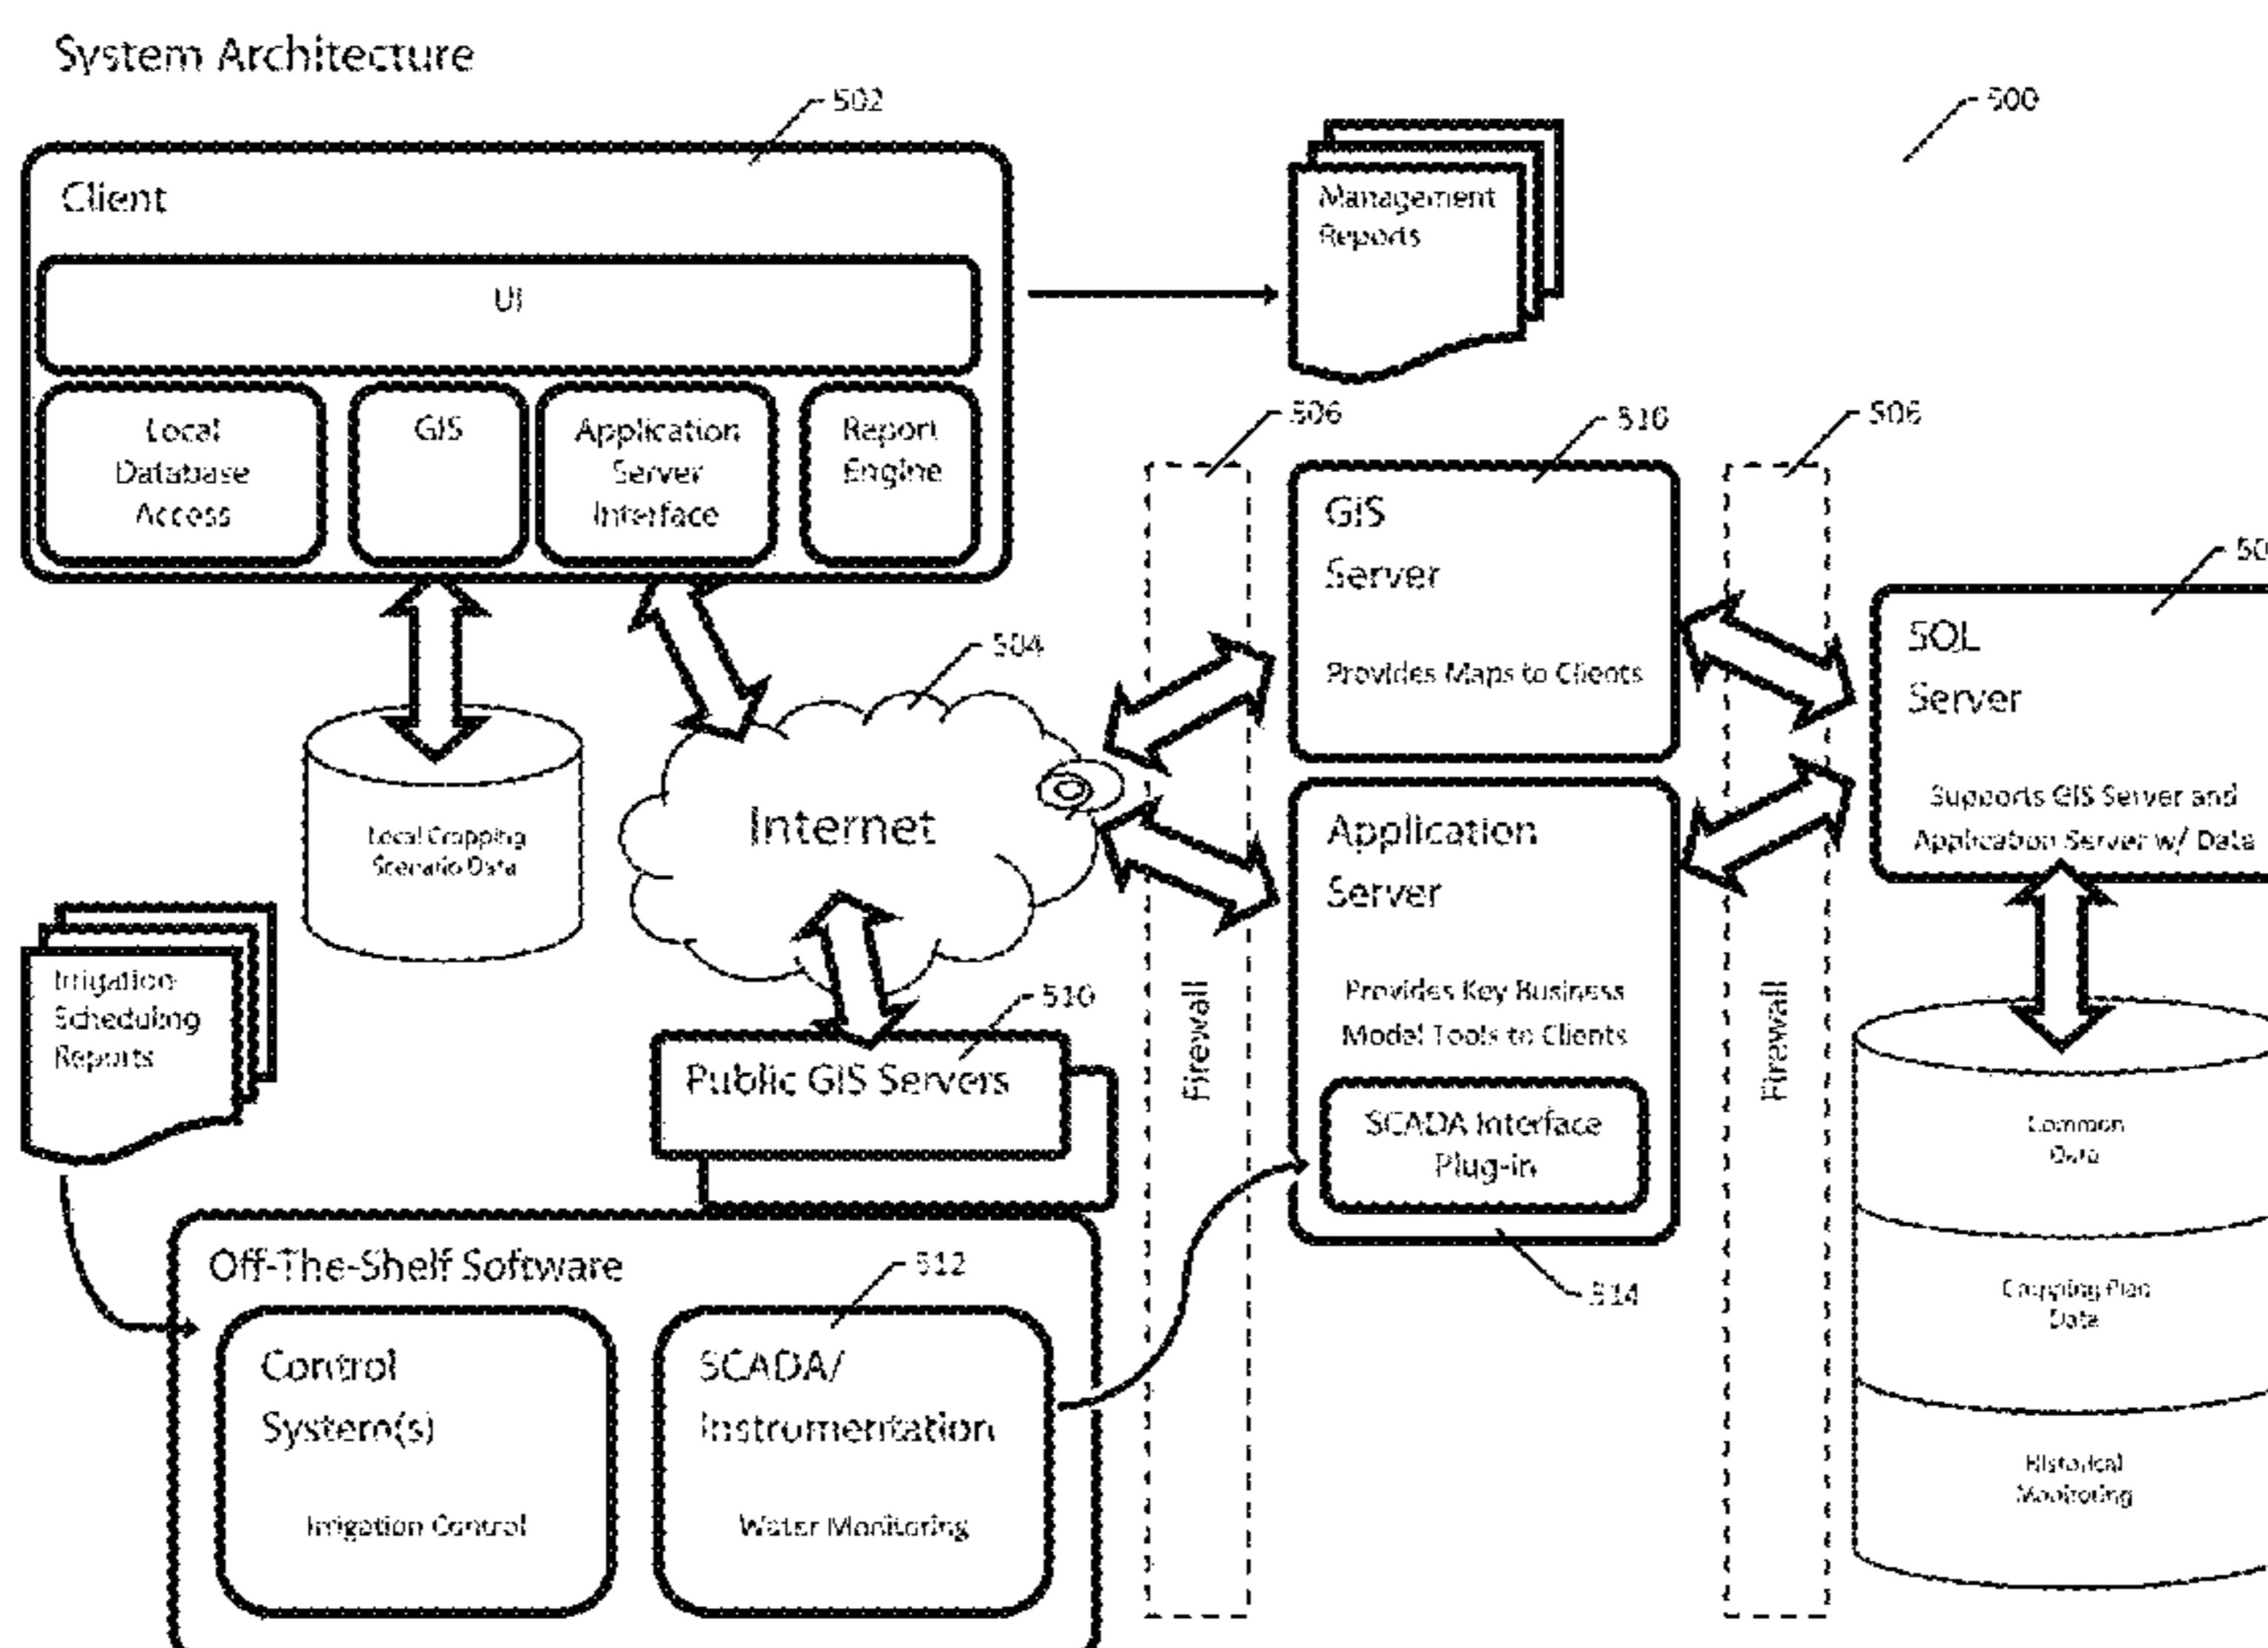 System Architecture
502
500
Client
UI
Local
Database
Access
GIS
Application
Server
Interface
Report
Engine
Management
Reports
506
510
506
GIS
Server
Provides Maps to Clients
SQL
Server
Supports GIS Server and
Application Server w/ Data
504
Internet
Local Cropping
Scenario Data
Application
Server
Provides Key Business
Model Tools to Clients
SCADA Interface
Plug-in
514
Firewall
Firewall
Irrigation
Scheduling
Reports
510
Public GIS Servers
Common
Data
Cropping Plan
Data
Historical
Monitoring
Off-The-Shelf Software
512
Control
System(s)
Irrigation Control
SCADA/
Instrumentation
Water Monitoring